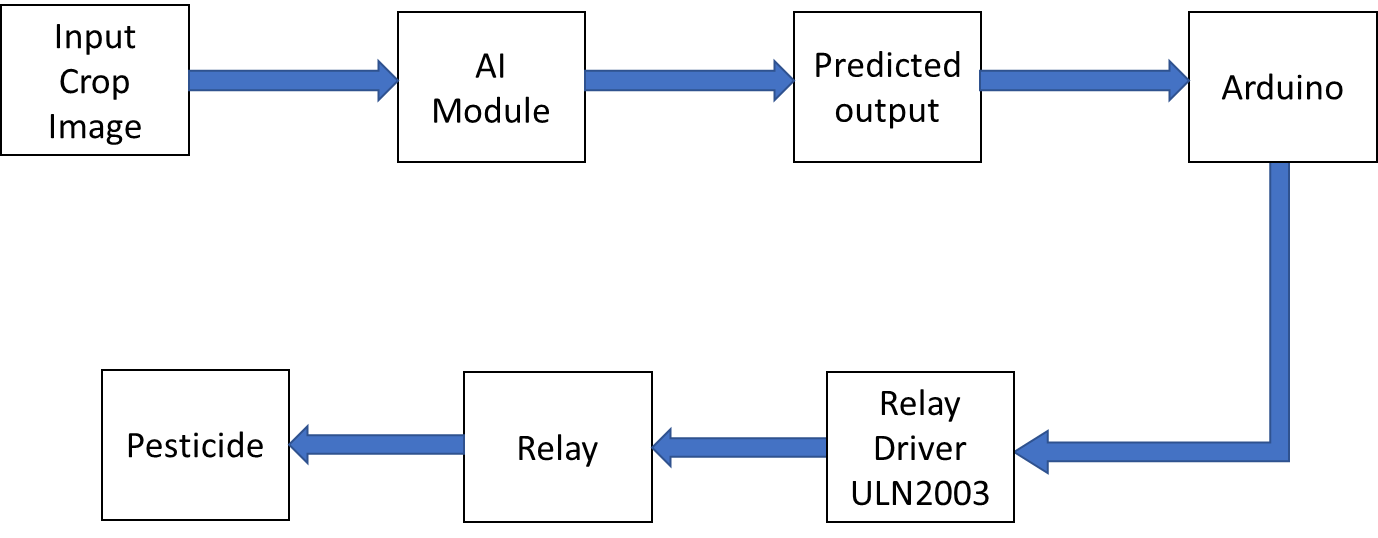 Input
Crop
Image
AI
Module
Predicted
output
Arduino
Pesticide
Relay
Relay
Driver
ULN2003